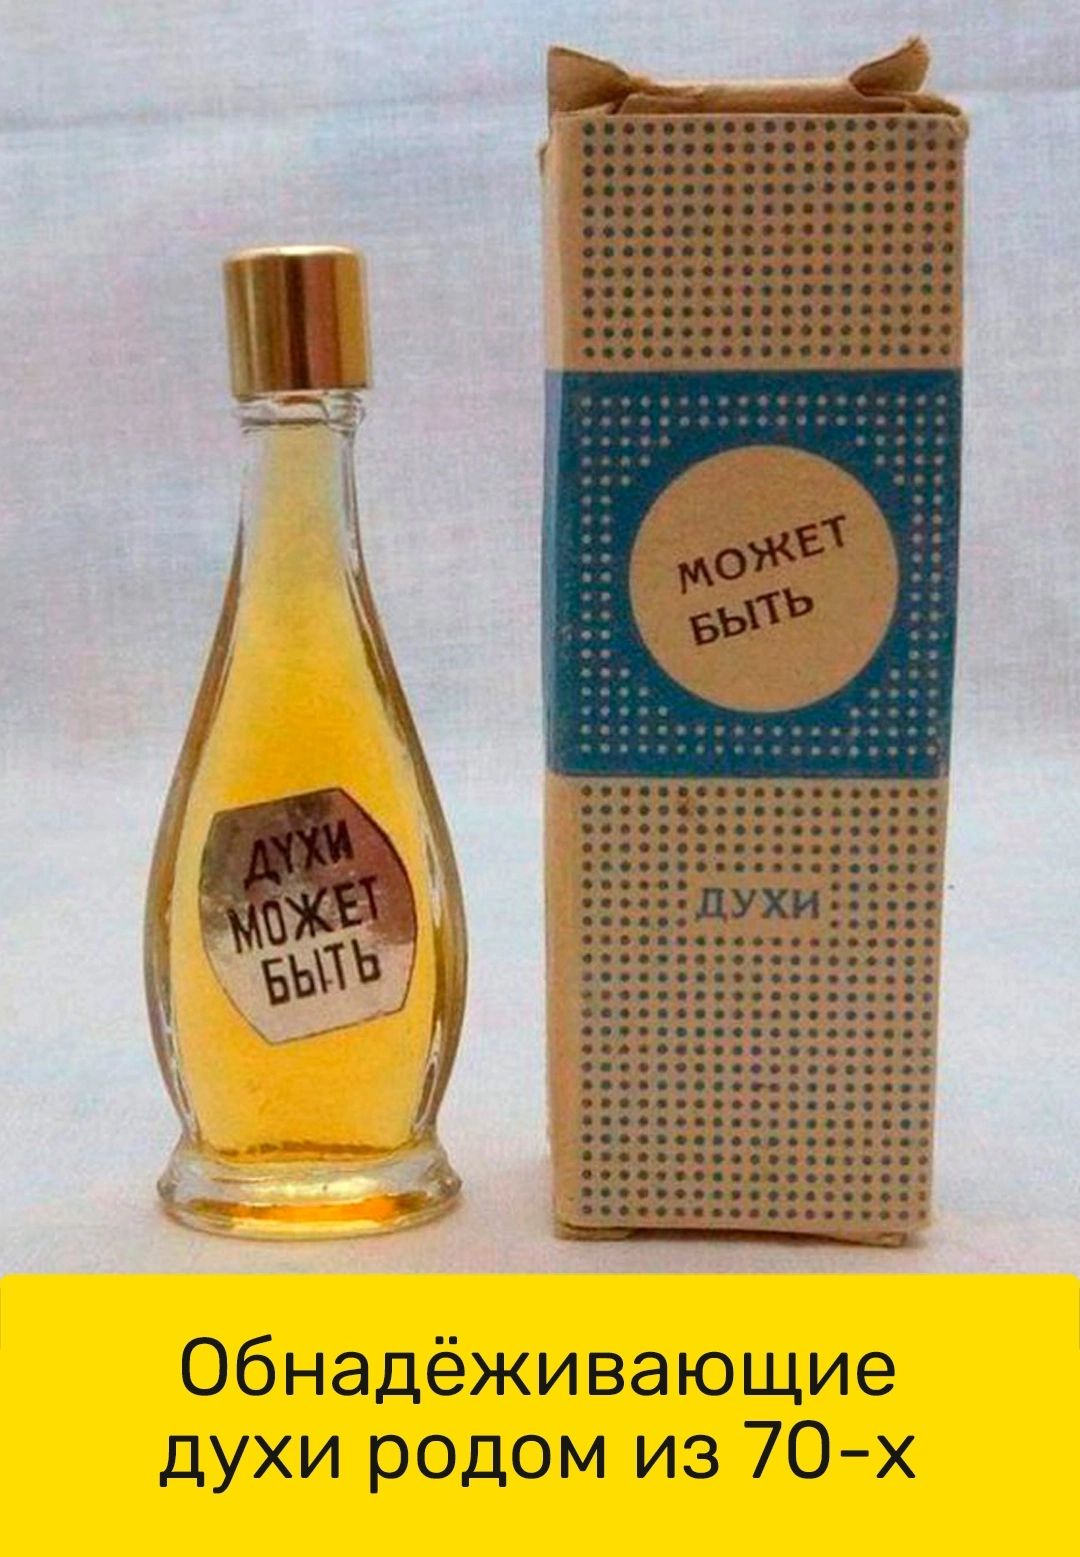 МОЖЕТ
БЫТЬ
ДУХИ
МОЖЕТ
БЫТЬ
ДУХИ
Обнадёживающие
духи родом из 70-х